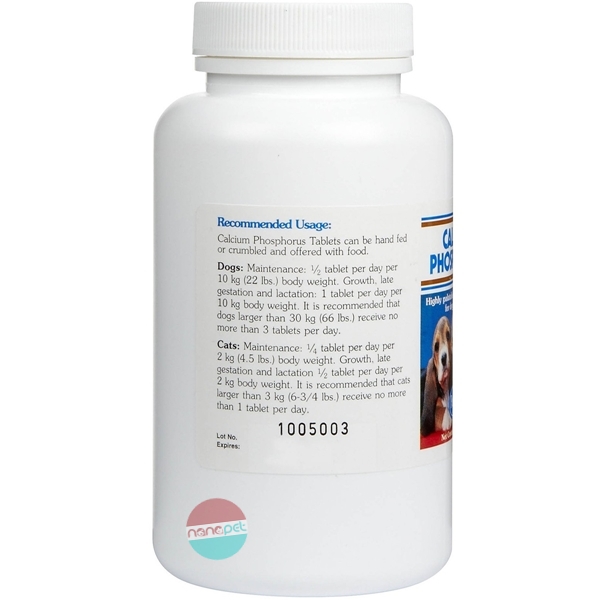 Recommended Usage:
Calcium Phosphorus Tablets can be hand fed
or crumbled and offered with food.
Dogs: Maintenance: ½ tablet per day per
10 kg (22 lbs.) body weight. Growth, late
gestation and lactation: 1 tablet per day per
10 kg body weight. It is recommended that
dogs larger than 30 kg (66 lbs.) receive no
more than 3 tablets per day.
Cats: Maintenance: ¼ tablet per day per
2 kg (4.5 lbs.) body weight. Growth, late
gestation and lactation ½ tablet per day per
2 kg body weight. It is recommended that cats
larger than 3 kg (6-3/4 lbs.) receive no more
than 1 tablet per day.
Lot No. 1005003
Expires:
CAL
PHOS
Highly
for
nanapet